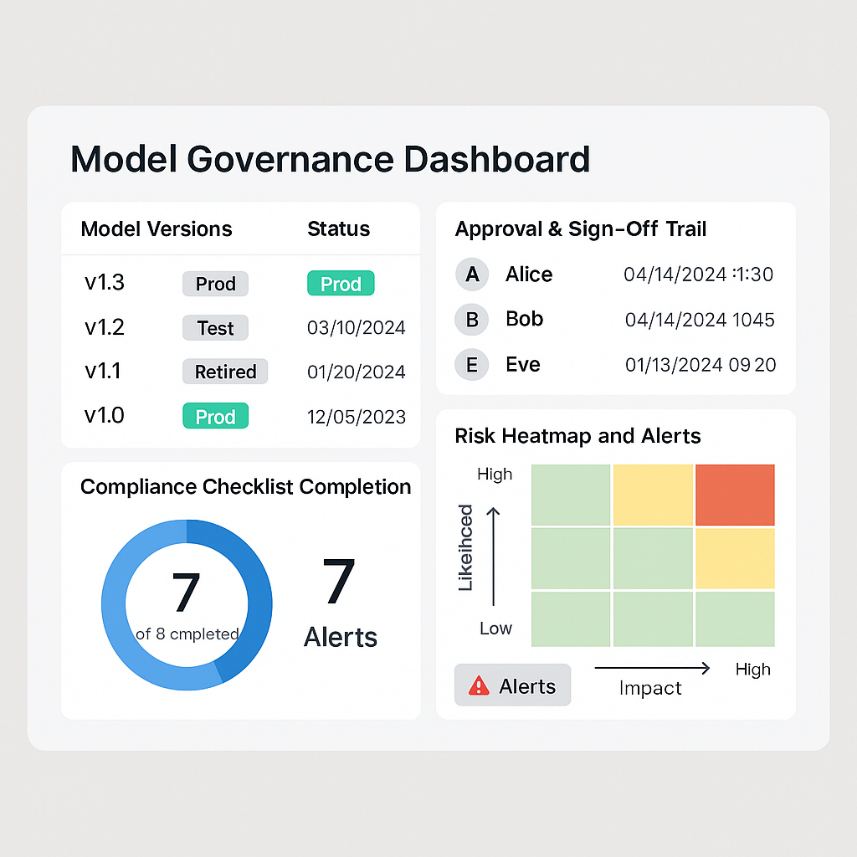 Model Governance Dashboard
Model Versions Status
v1.3 Prod Prod
v1.2 Test 03/10/2024
v1.1 Retired 01/20/2024
v1.0 Prod 12/05/2023
Approval & Sign-Off Trail
A Alice 04/14/2024 :1:30
B Bob 04/14/2024 1045
E Eve 01/13/2024 09 20
Compliance Checklist Completion
7
of 8 cmpleted
7
Alerts
Risk Heatmap and Alerts
High
Likeihced
Low
High
Impact
Alerts